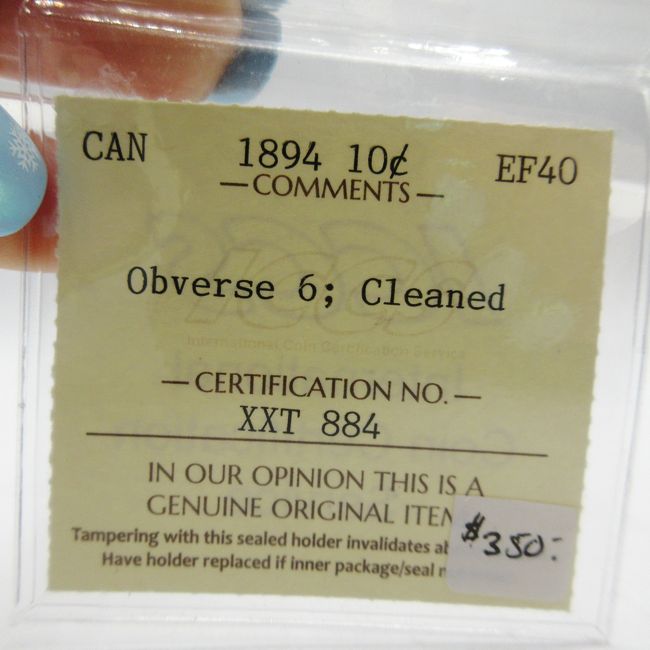 CAN 1894 10¢ EF40
—COMMENTS—
Obverse 6; Cleaned
ICCS
International Coin Certification Service
—CERTIFICATION NO.—
XXT 884
IN OUR OPINION THIS IS A
GENUINE ORIGINAL ITEM
Tampering with this sealed holder invalidates
Have holder replaced if inner package/seal
$350.-